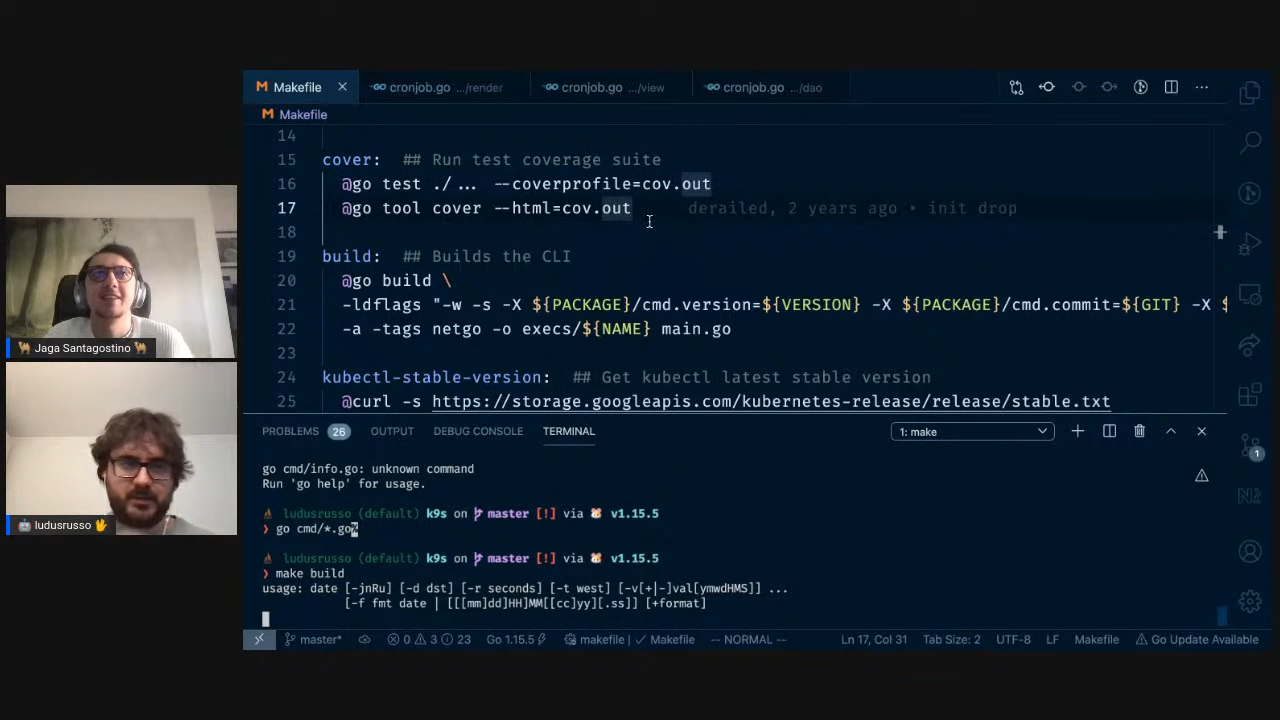 Makefile
cronjob.go .../render
cronjob.go .../view
cronjob.go .../dao
Makefile
14
15 cover: ## Run test coverage suite
16 @go test ./... --coverprofile=cov.out
17 @go tool cover --html=cov.out derailed, 2 years ago • init drop
18
19 build: ## Builds the CLI
20 @go build \
21 -ldflags "-w -s -X ${PACKAGE}/cmd.version=${VERSION} -X ${PACKAGE}/cmd.commit=${GIT} -X $
22 -a -tags netgo -o execs/${NAME} main.go
23
24 kubectl-stable-version: ## Get kubectl latest stable version
25 @curl -s https://storage.googleapis.com/kubernetes-release/release/stable.txt
PROBLEMS 26 OUTPUT DEBUG CONSOLE TERMINAL 1: make
go cmd/info.go: unknown command
Run 'go help' for usage.
ludusrusso (default) k9s on master [!] via v1.15.5
❯ go cmd/*.go
ludusrusso (default) k9s on master [!] via v1.15.5
❯ make build
usage: date [-jnRu] [-d dst] [-r seconds] [-t west] [-v[+|-]val[ymwdHMS]] ...
[-f fmt date | [[[mm]dd]HH]MM[[cc]yy][.ss]] [+format]
master* 0 3 23 Go 1.15.5 makefile | ✓ Makefile -- NORMAL -- Ln 17, Col 31 Tab Size: 2 UTF-8 LF Makefile Go Update Available
1
🐫 Jaga Santagostino 🐫
🤖 ludusrusso 🖖